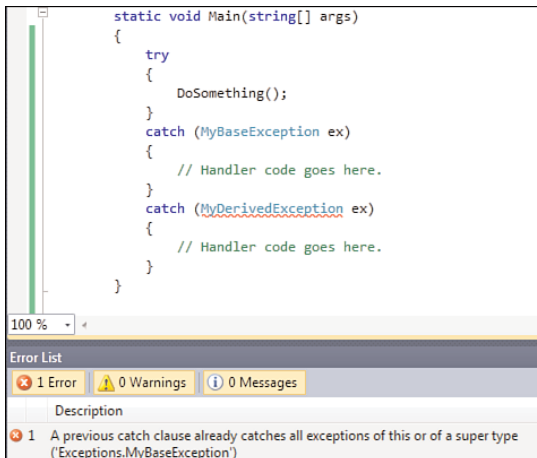 static void Main(string[] args)
{
try
{
DoSomething();
}
catch (MyBaseException ex)
{
// Handler code goes here.
}
catch (MyDerivedException ex)
{
// Handler code goes here.
}
}
100 %
Error List
1 Error 0 Warnings 0 Messages
Description
1 A previous catch clause already catches all exceptions of this or of a super type
('Exceptions.MyBaseException')